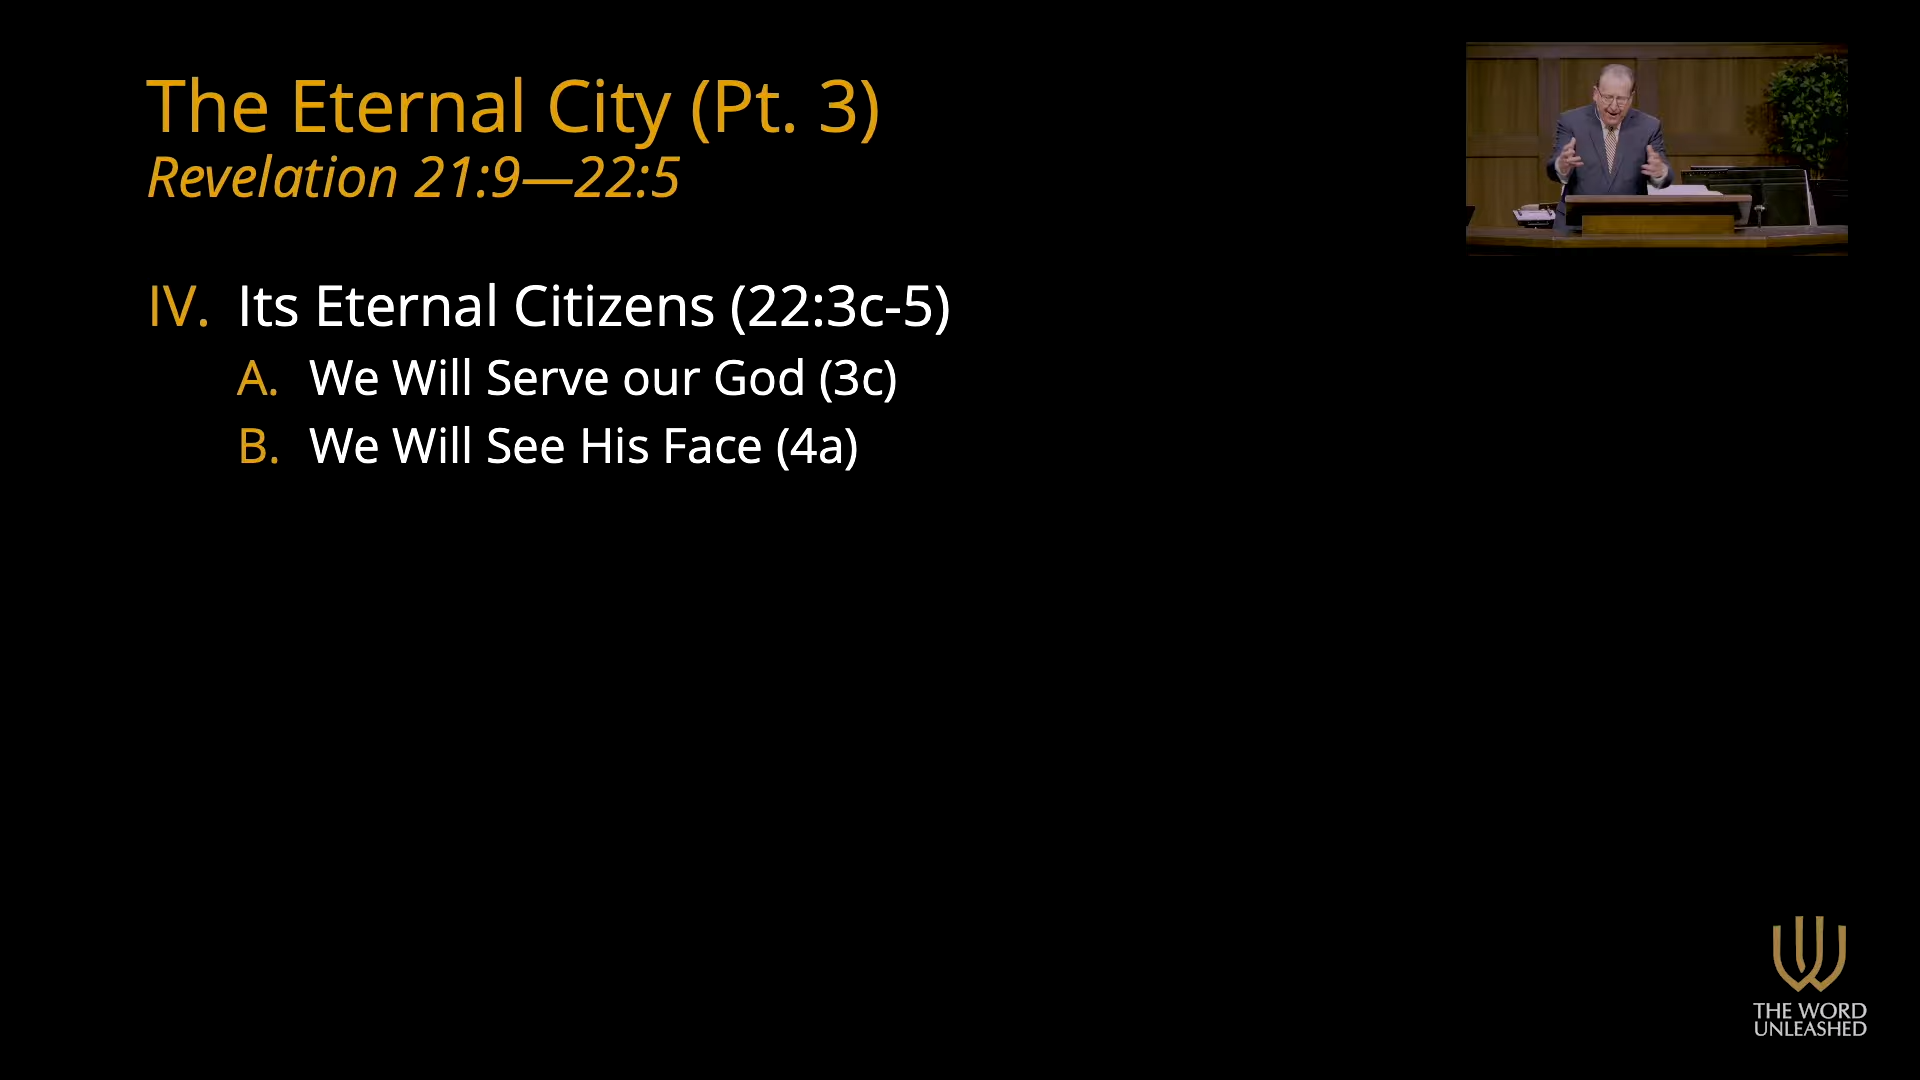 The Eternal City (Pt. 3)
Revelation 21:9—22:5
IV. Its Eternal Citizens (22:3c-5)
A. We Will Serve our God (3c)
B. We Will See His Face (4a)
THE WORD
UNLEASHED